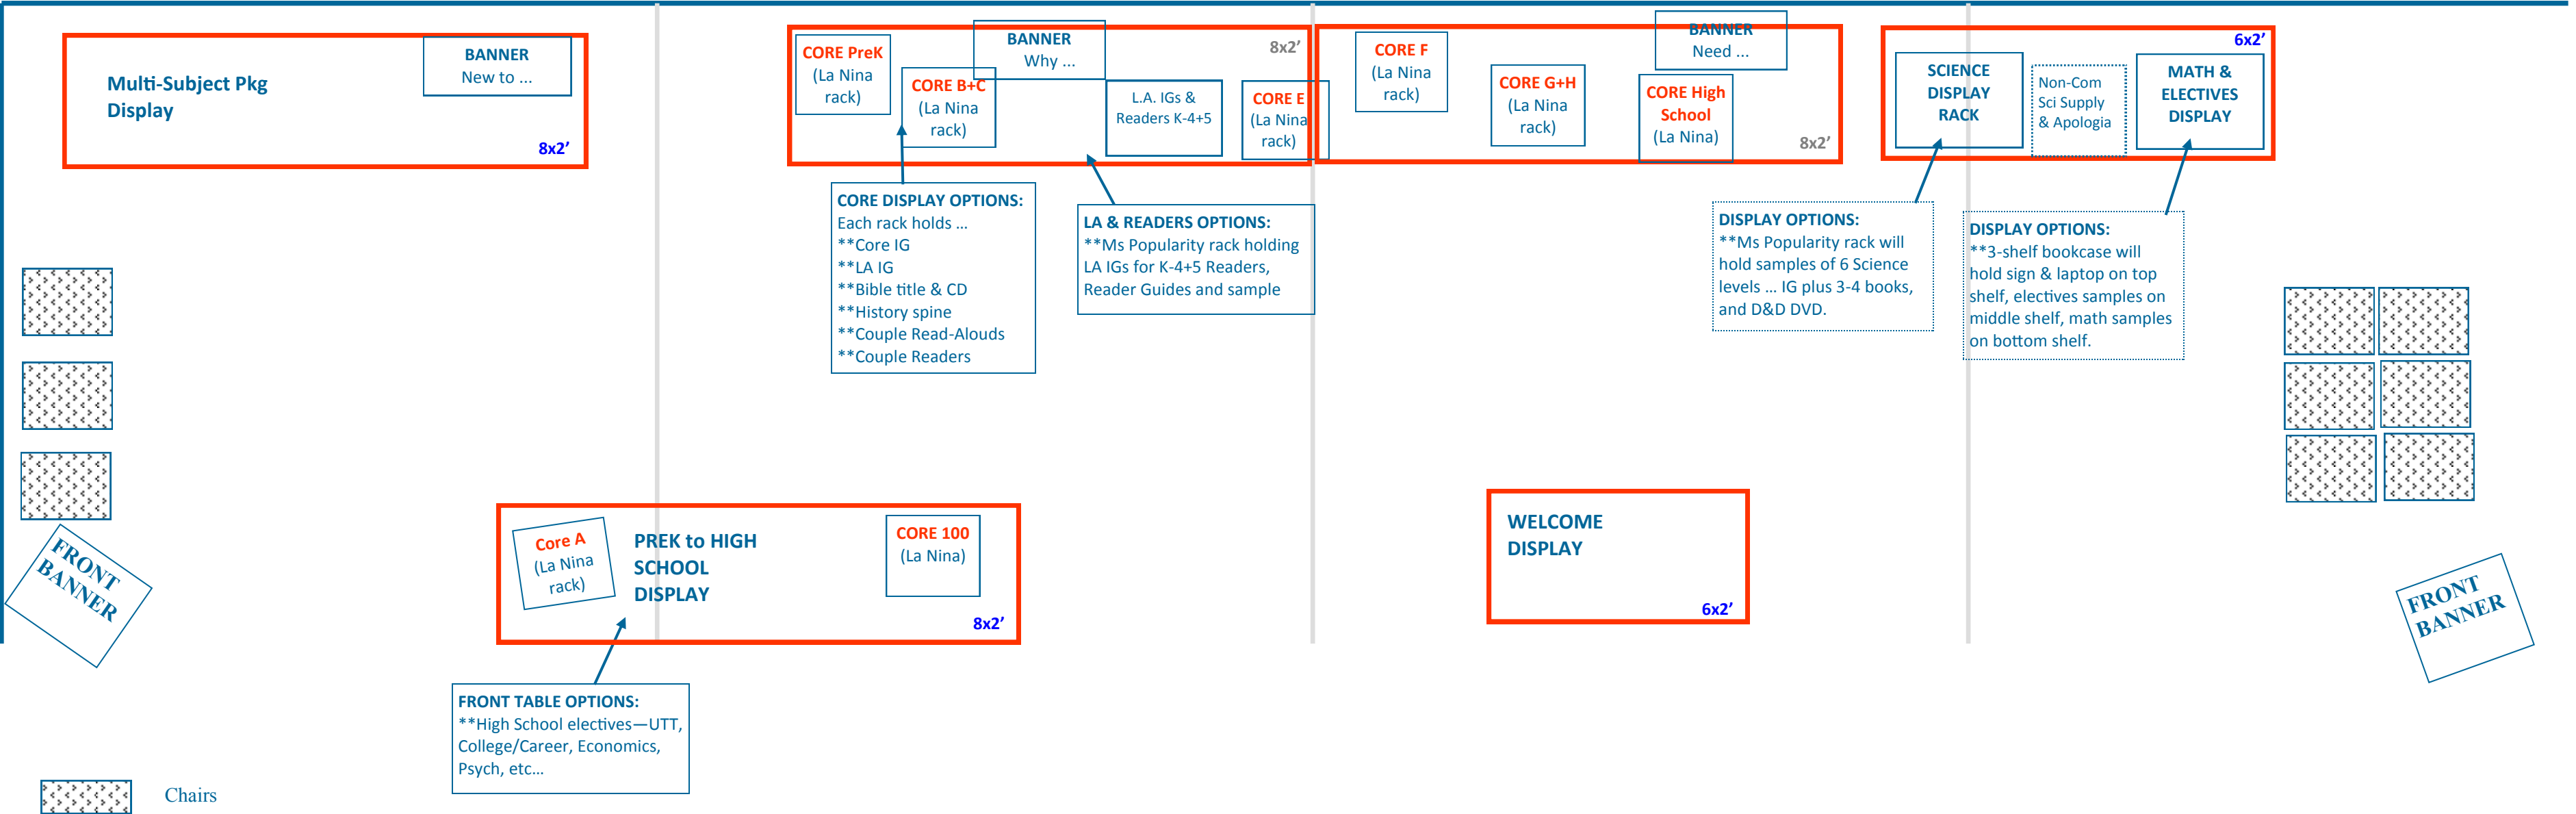 Multi-Subject Pkg
Display
BANNER
New to ...
8x2’
CORE PreK
(La Nina
rack)
CORE B+C
(La Nina
rack)
BANNER
Why ...
8x2’
L.A. IGs &
Readers K-4+5
CORE E
(La Nina
rack)
CORE F
(La Nina
rack)
CORE G+H
(La Nina
rack)
BANNER
Need ...
CORE High
School
(La Nina)
8x2’
6x2’
SCIENCE
DISPLAY
RACK
Non-Com
Sci Supply
& Apologia
MATH &
ELECTIVES
DISPLAY
CORE DISPLAY OPTIONS:
Each rack holds ...
**Core IG
**LA IG
**Bible title & CD
**History spine
**Couple Read-Alouds
**Couple Readers
LA & READERS OPTIONS:
**Ms Popularity rack holding
LA IGs for K-4+5 Readers,
Reader Guides and sample
DISPLAY OPTIONS:
**Ms Popularity rack will
hold samples of 6 Science
levels ... IG plus 3-4 books,
and D&D DVD.
DISPLAY OPTIONS:
**3-shelf bookcase will
hold sign & laptop on top
shelf, electives samples on
middle shelf, math samples
on bottom shelf.
FRONT
BANNER
Core A
(La Nina
rack)
PREK to HIGH
SCHOOL
DISPLAY
CORE 100
(La Nina)
8x2’
WELCOME
DISPLAY
6x2’
FRONT
BANNER
FRONT TABLE OPTIONS:
**High School electives—UTT,
College/Career, Economics,
Psych, etc...
Chairs